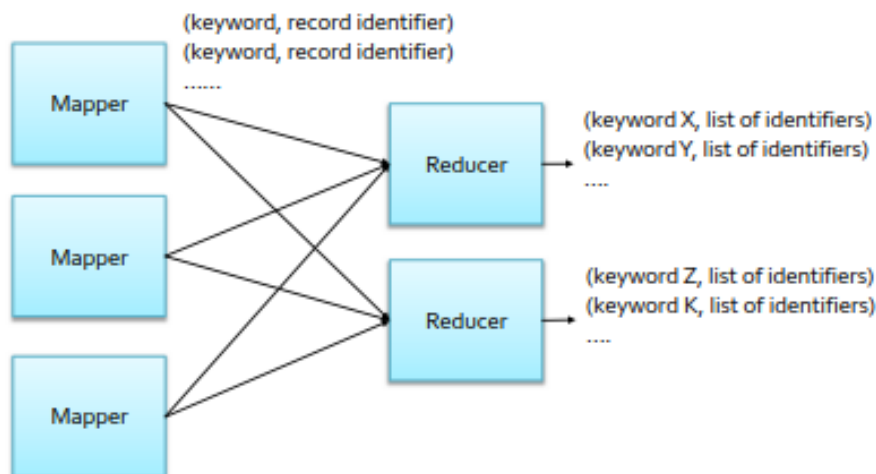 (keyword, record identifier)
(keyword, record identifier)
......
Mapper
Mapper
Mapper
Reducer
Reducer
(keyword X, list of identifiers)
(keyword Y, list of identifiers)
....
(keyword Z, list of identifiers)
(keyword K, list of identifiers)
....